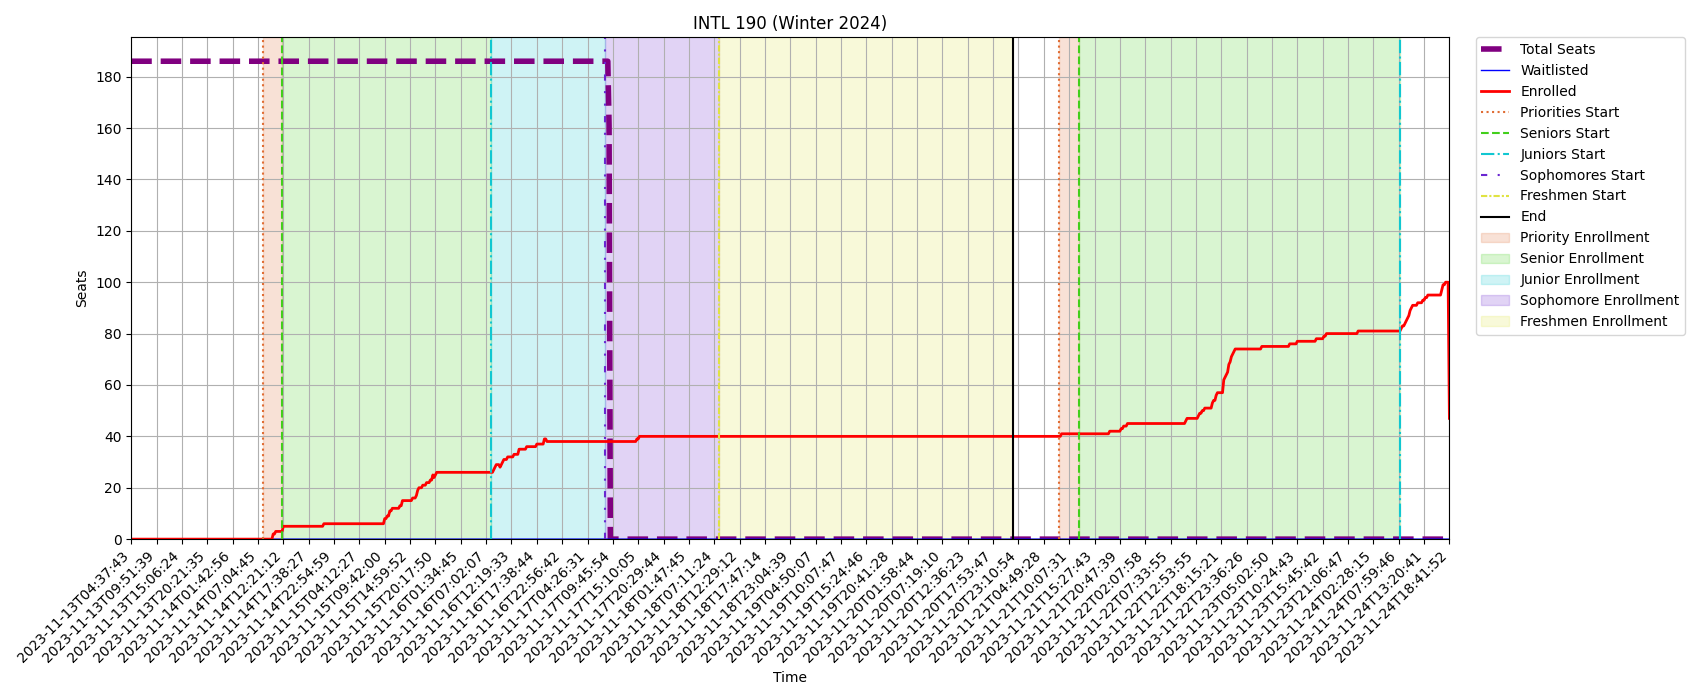 INTL 190 (Winter 2024)
Seats
180
160
140
120
100
80
60
40
20
0
2023-11-13T04:37:43
2023-11-13T09:51:39
2023-11-13T15:06:24
2023-11-13T20:21:35
2023-11-14T01:42:56
2023-11-14T07:04:45
2023-11-14T12:21:12
2023-11-14T17:38:27
2023-11-14T22:54:59
2023-11-15T04:12:27
2023-11-15T09:42:00
2023-11-15T14:59:52
2023-11-15T20:17:50
2023-11-16T01:34:45
2023-11-16T07:02:07
2023-11-16T12:19:33
2023-11-16T17:38:44
2023-11-16T22:56:42
2023-11-17T04:26:31
2023-11-17T09:45:54
2023-11-17T15:10:05
2023-11-17T20:29:44
2023-11-18T01:47:45
2023-11-18T07:11:24
2023-11-18T12:29:12
2023-11-18T17:47:14
2023-11-18T23:04:39
2023-11-19T04:50:07
2023-11-19T10:07:47
2023-11-19T15:24:46
2023-11-19T20:41:28
2023-11-20T01:58:44
2023-11-20T07:19:10
2023-11-20T12:36:23
2023-11-20T17:53:47
2023-11-20T23:10:54
2023-11-21T04:49:28
2023-11-21T10:07:31
2023-11-21T15:27:43
2023-11-21T20:47:39
2023-11-22T02:07:58
2023-11-22T07:33:55
2023-11-22T12:53:55
2023-11-22T18:15:21
2023-11-22T23:36:26
2023-11-23T05:02:50
2023-11-23T10:24:43
2023-11-23T15:45:42
2023-11-23T21:06:47
2023-11-24T02:28:15
2023-11-24T07:59:46
2023-11-24T13:20:41
2023-11-24T18:41:52
Time
Total Seats
Waitlisted
Enrolled
Priorities Start
Seniors Start
Juniors Start
Sophomores Start
Freshmen Start
End
Priority Enrollment
Senior Enrollment
Junior Enrollment
Sophomore Enrollment
Freshmen Enrollment